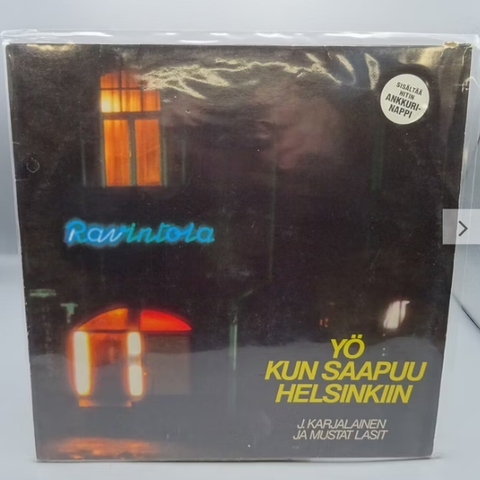 SISÄLTÄÄ
HITIN
ANKKURI-
NAPPI
Ravintola
YÖ
KUN SAAPUU
HELSINKIIN
J. KARJALAINEN
JA MUSTAT LASIT